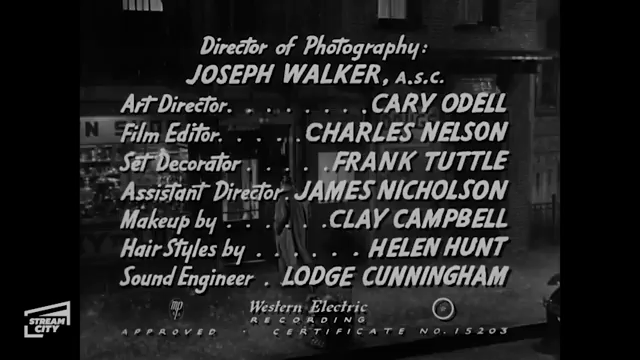 Director of Photography:
JOSEPH WALKER, A.S.C.
Art Director. . . . . . . . CARY ODELL
Film Editor. . . . . CHARLES NELSON
Set Decorator . . . . . FRANK TUTTLE
Assistant Director. JAMES NICHOLSON
Makeup by . . . . . . CLAY CAMPBELL
Hair Styles by . . . . . . HELEN HUNT
Sound Engineer . LODGE CUNNINGHAM
Western Electric
RECORDING
APPROVED · CERTIFICATE NO. 15203
STREAM
CITY